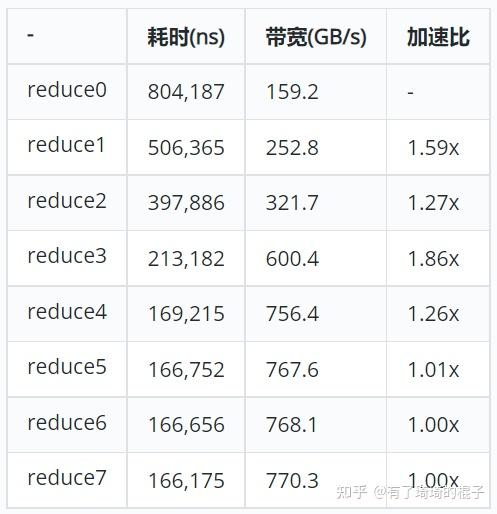 - 耗时(ns) 带宽(GB/s) 加速比
reduce0 804,187 159.2 -
reduce1 506,365 252.8 1.59x
reduce2 397,886 321.7 1.27x
reduce3 213,182 600.4 1.86x
reduce4 169,215 756.4 1.26x
reduce5 166,752 767.6 1.01x
reduce6 166,656 768.1 1.00x
reduce7 166,175 770.3 1.00x
知乎 @有了琦琦的棍子